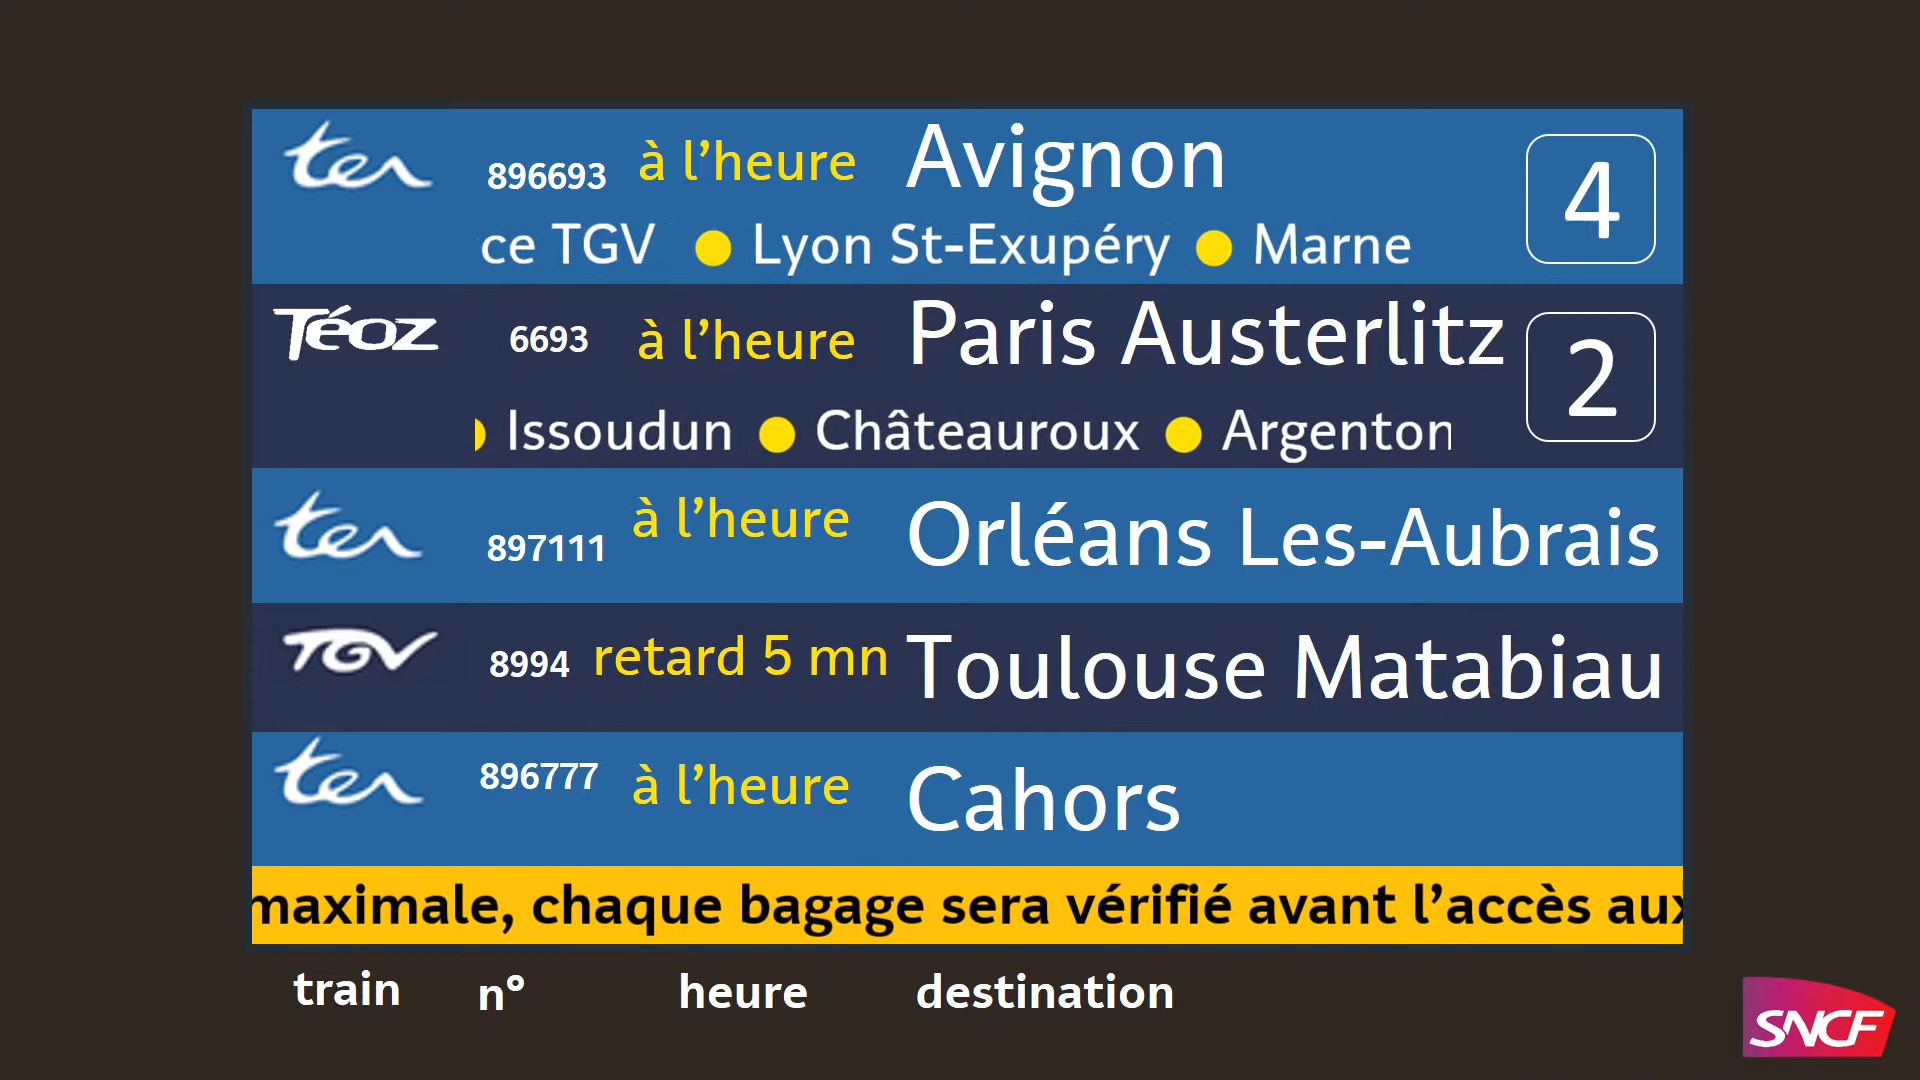 ter 896693 à l’heure Avignon 4
ce TGV ● Lyon St-Exupéry ● Marne
TÉOZ 6693 à l’heure Paris Austerlitz 2
Issoudun ● Châteauroux ● Argenton
ter 897111 à l’heure Orléans Les-Aubrais
TGV 8994 retard 5 mn Toulouse Matabiau
ter 896777 à l’heure Cahors
maximale, chaque bagage sera vérifié avant l’accès aux
train n° heure destination
SNCF